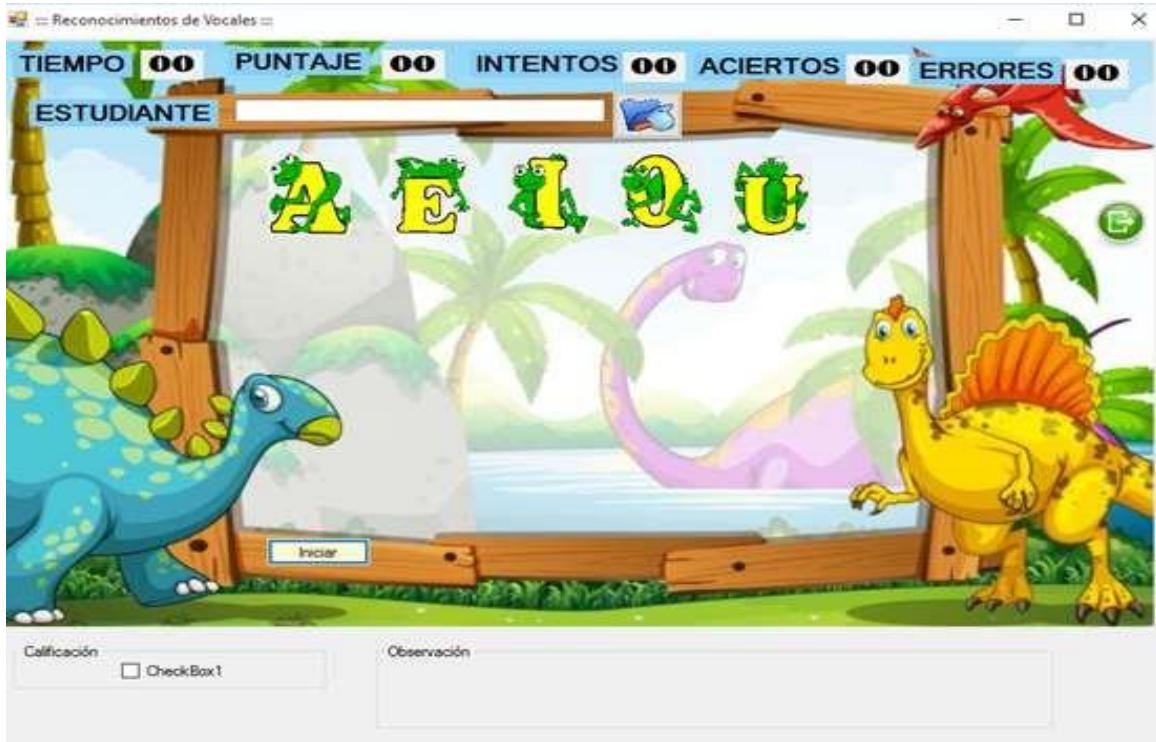 ::: Reconocimientos de Vocales :::
TIEMPO 00 PUNTAJE 00 INTENTOS 00 ACIERTOS 00 ERRORES 00
ESTUDIANTE
A E I O U
Iniciar
Calificación Observación
CheckBox1